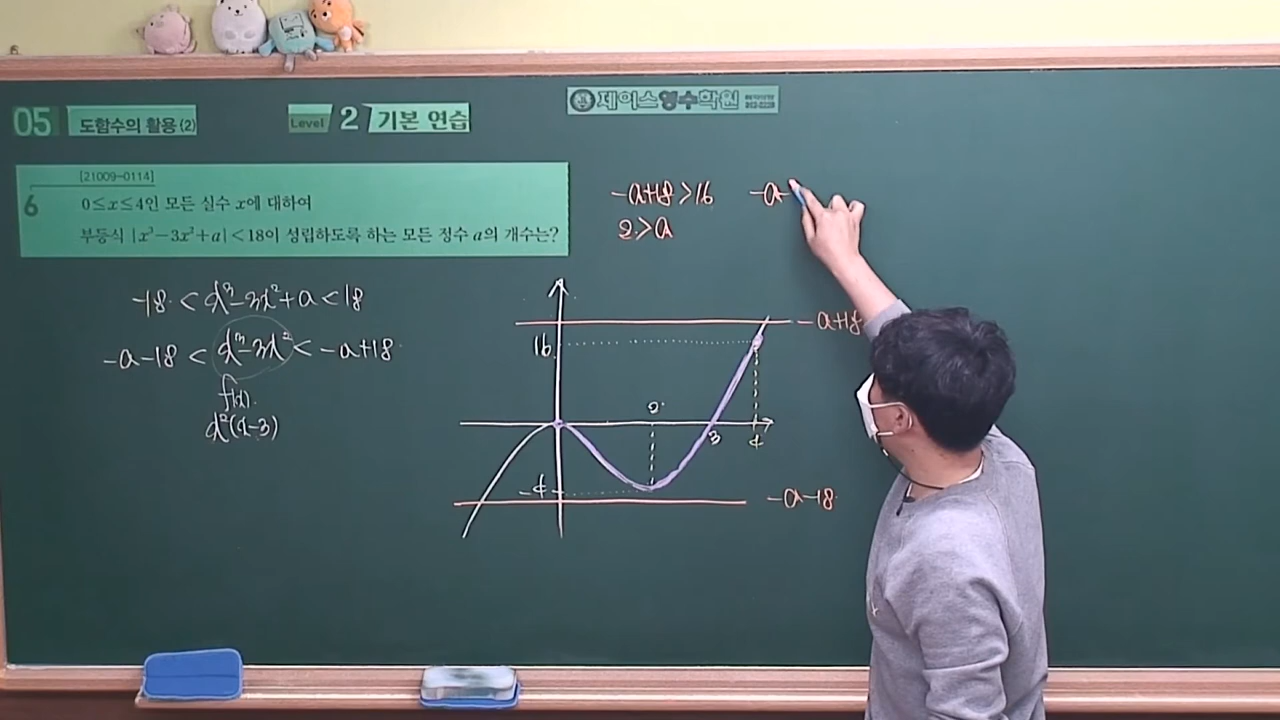 05 도함수의 활용 (2)
Level 2 기본 연습
제이스영수학원
[21009-0114]
6
0≤x≤4인 모든 실수 x에 대하여
부등식 |x³-3x²+a|<18이 성립하도록 하는 모든 정수 a의 개수는?
-18 < x³-3x²+a < 18
-a-18 < x³-3x² < -a+18
f(x)
x²(x-3)
-a+18 > 16
2 > a
-a-
-a+18
16
2
3
4
-4
-a-18